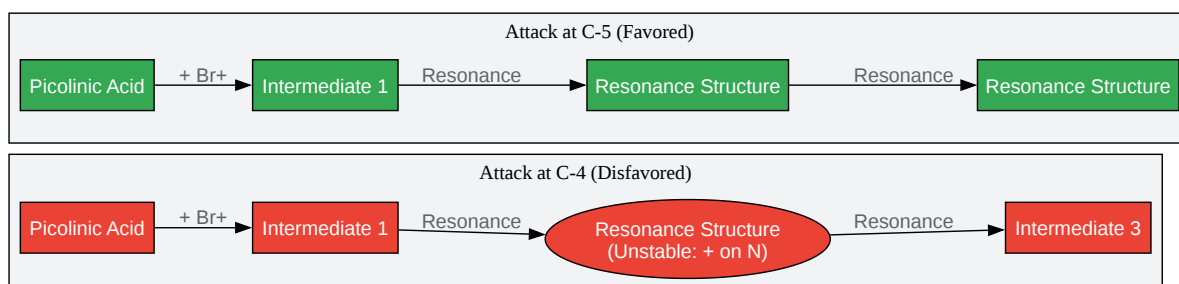 Attack at C-5 (Favored)
Picolinic Acid
+ Br+
Intermediate 1
Resonance
Resonance Structure
Resonance
Resonance Structure
Attack at C-4 (Disfavored)
Picolinic Acid
+ Br+
Intermediate 1
Resonance
Resonance Structure
(Unstable: + on N)
Resonance
Intermediate 3